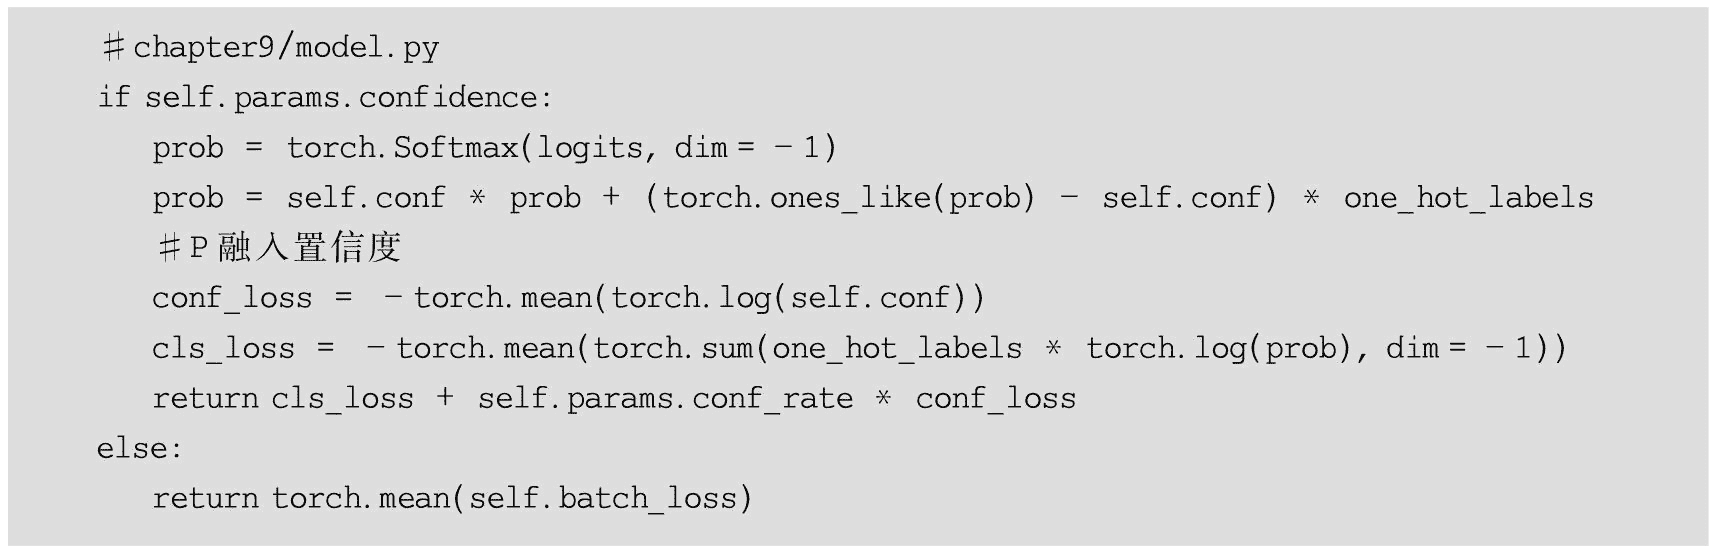 #chapter9/model.py
if self.params.confidence:
prob = torch.Softmax(logits, dim = -1)
prob = self.conf * prob + (torch.ones_like(prob) - self.conf) * one_hot_labels
#P 融入置信度
conf_loss = -torch.mean(torch.log(self.conf))
cls_loss = -torch.mean(torch.sum(one_hot_labels * torch.log(prob), dim = -1))
return cls_loss + self.params.conf_rate * conf_loss
else:
return torch.mean(self.batch_loss)